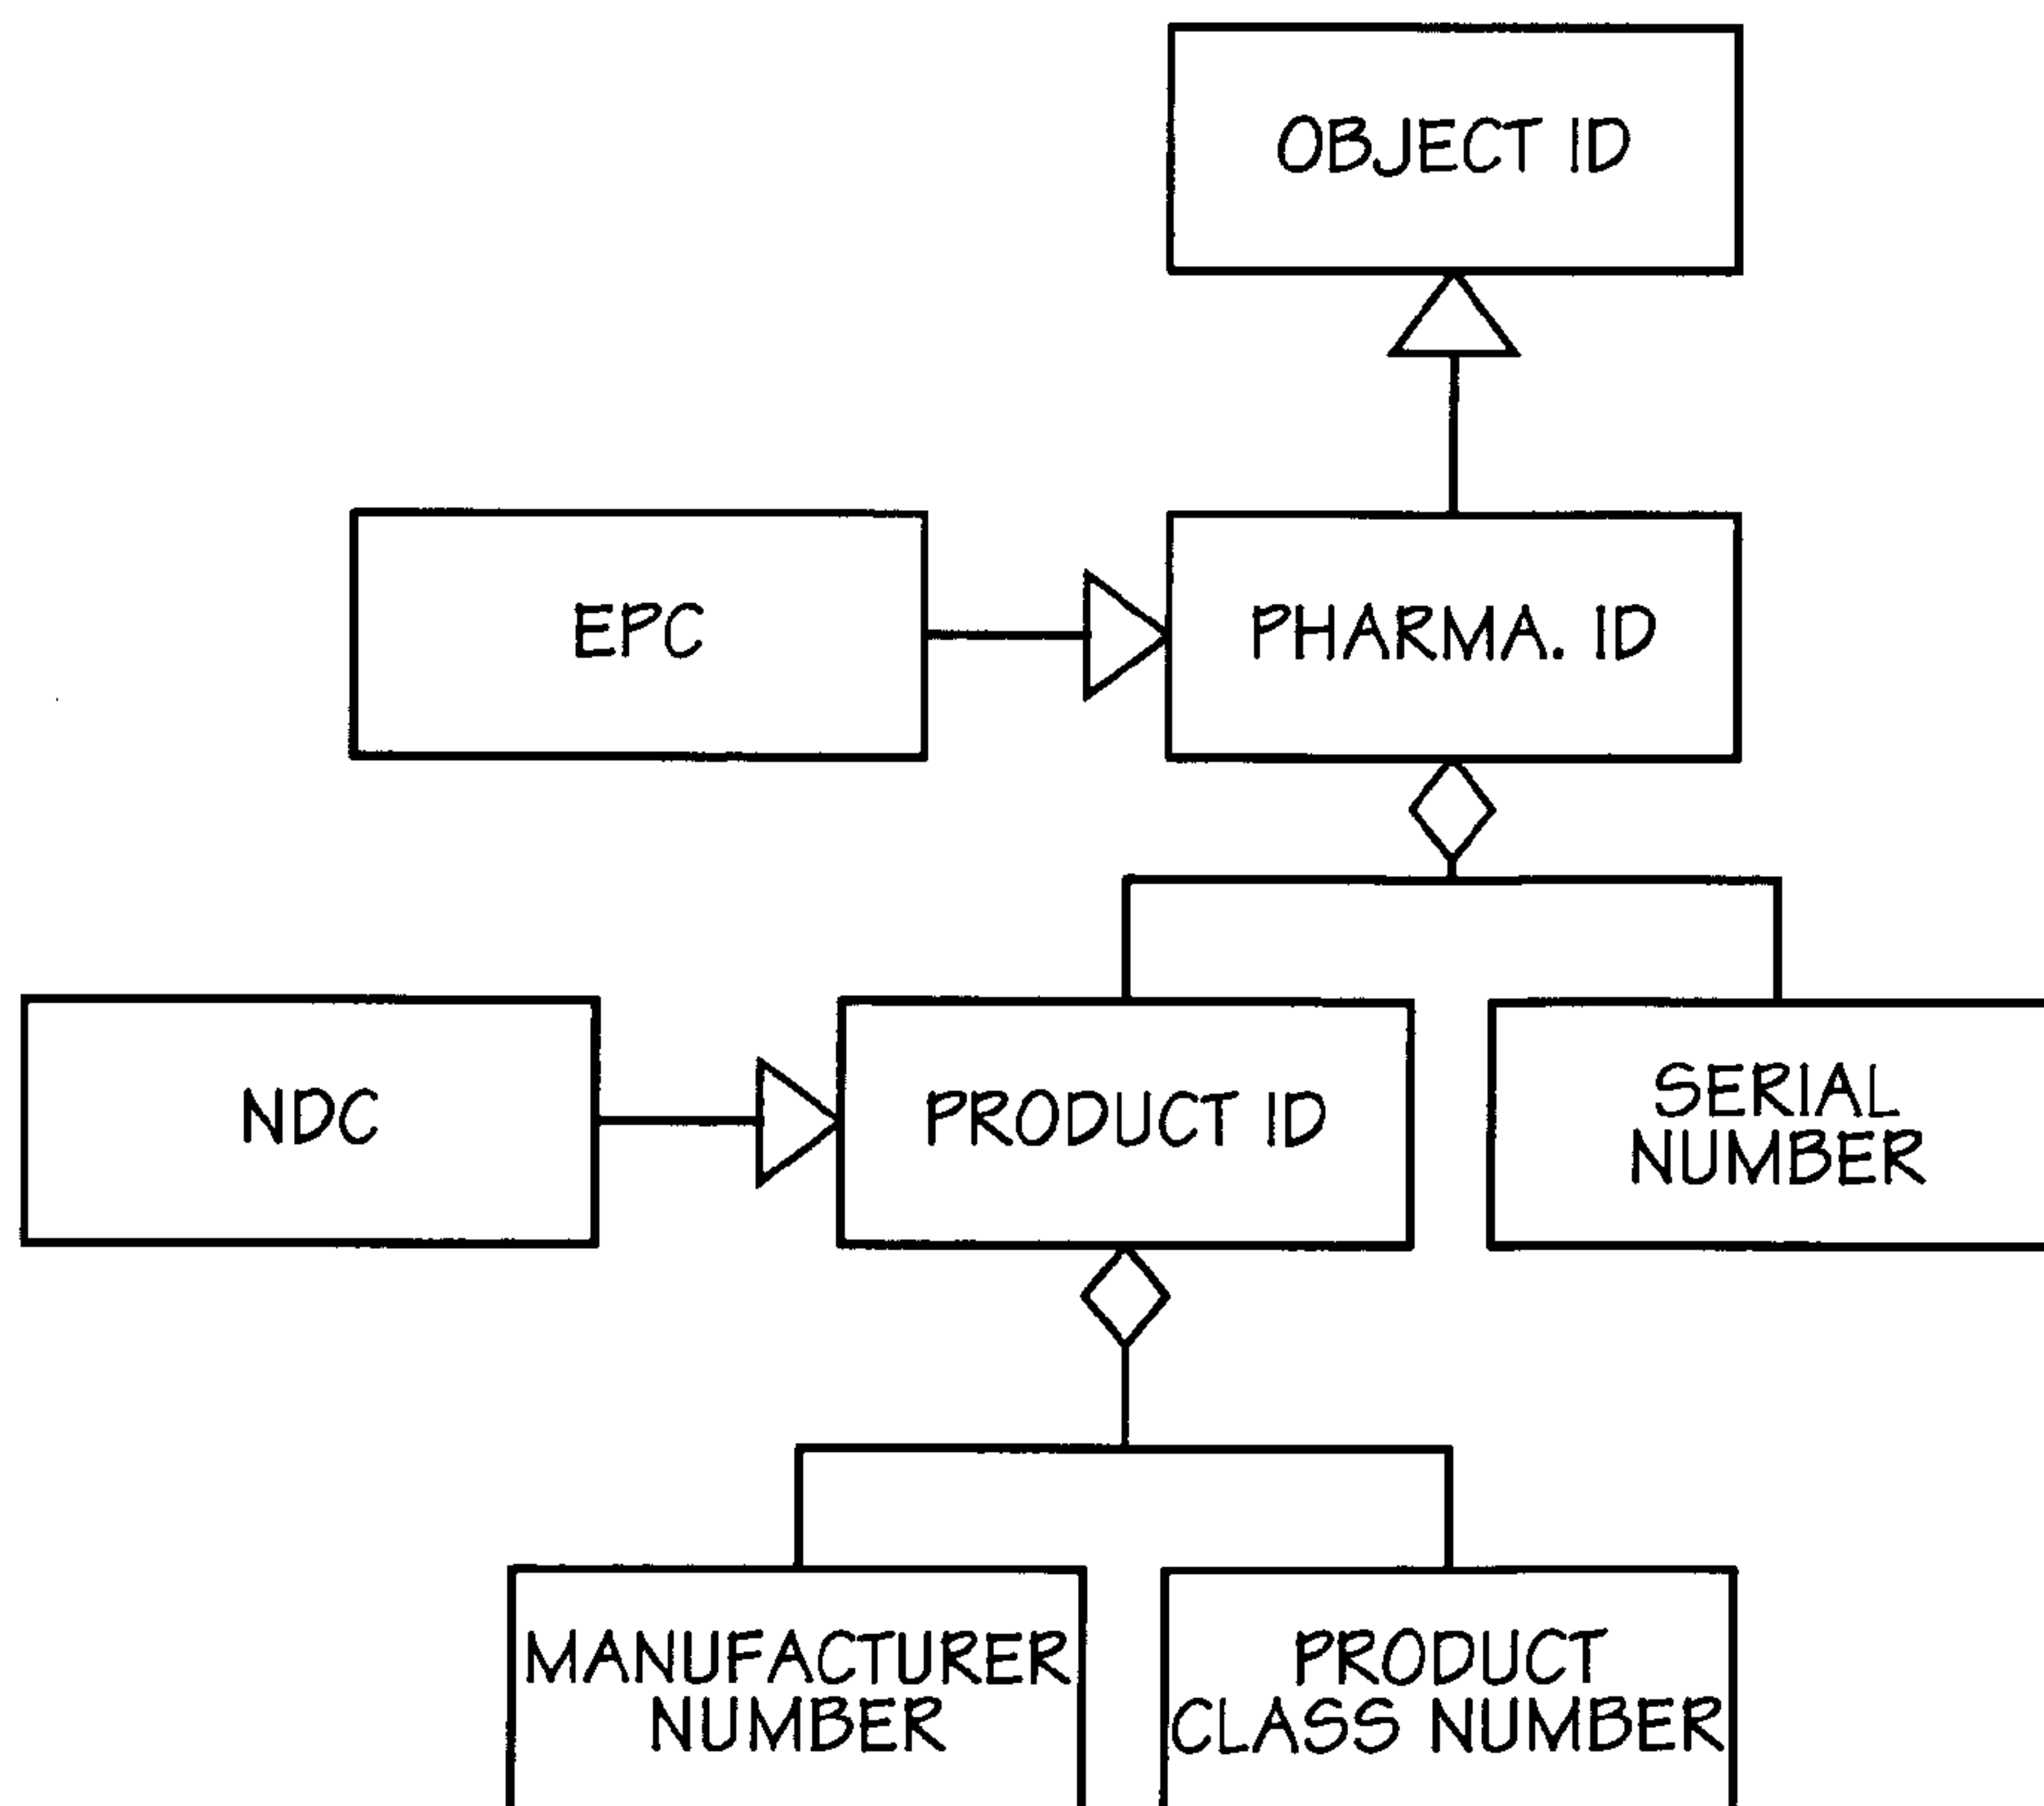 OBJECT ID
EPC
PHARMA. ID
NDC
PRODUCT ID
SERIAL
NUMBER
MANUFACTURER
NUMBER
PRODUCT
CLASS NUMBER